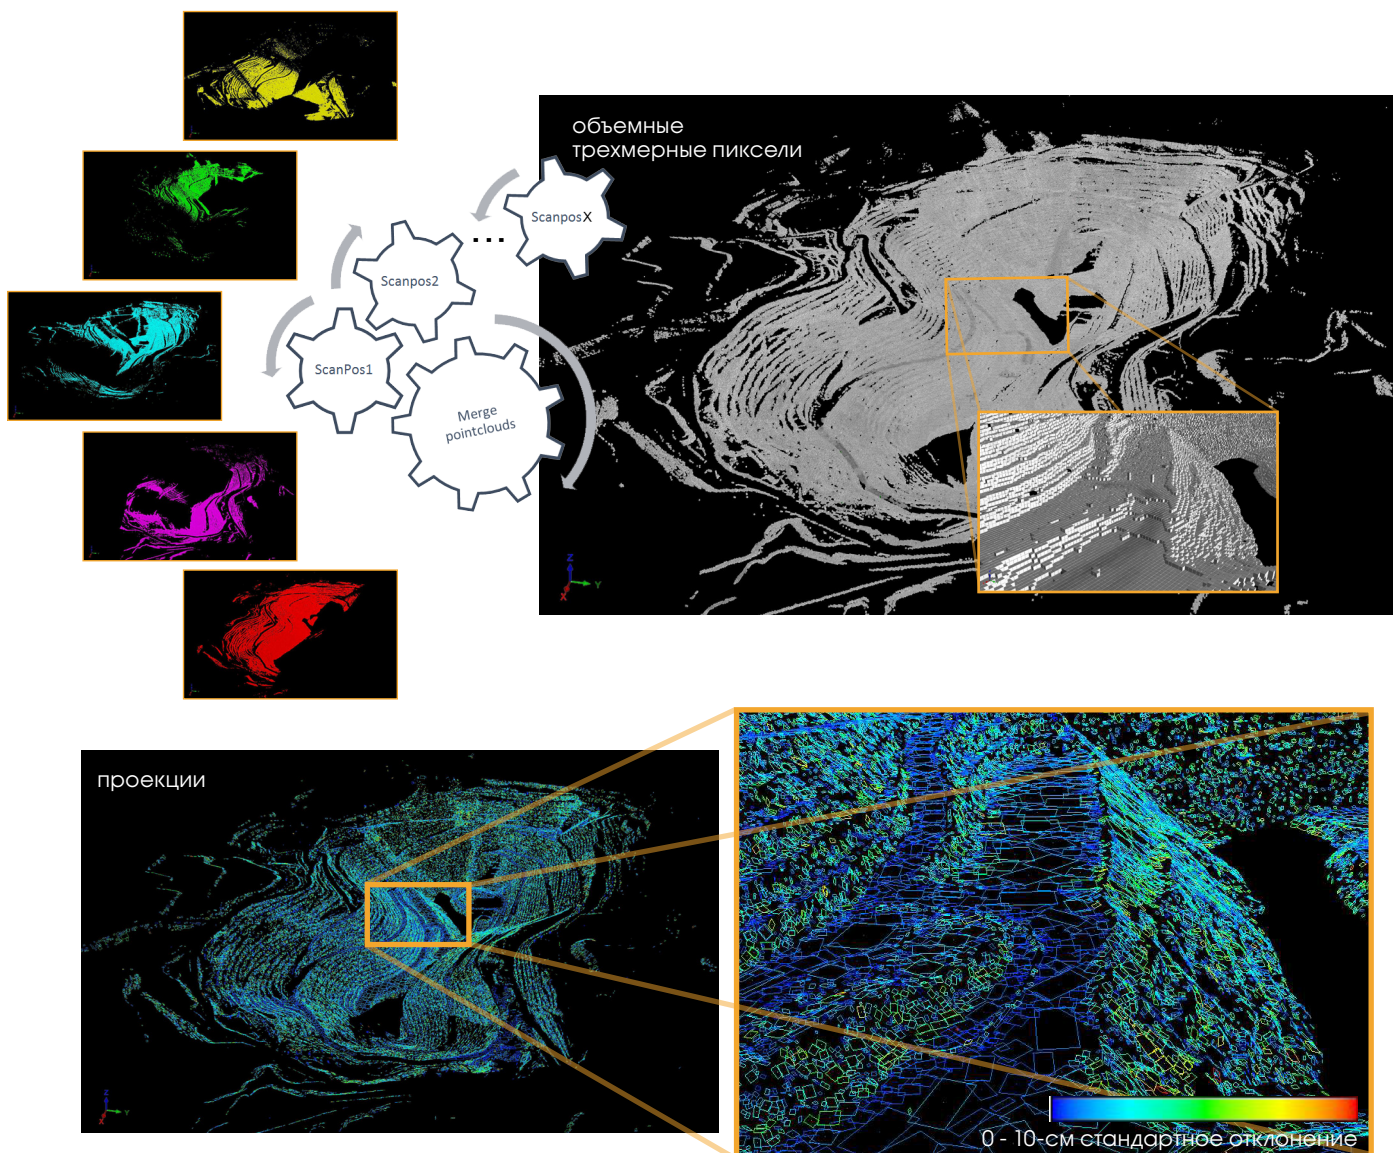 объемные
трехмерные пиксели
ScanposX
...
Scanpos2
ScanPos1
Merge
pointclouds
Z
Y
X
проекции
Z
Y
X
0 - 10-см стандартное отклонение